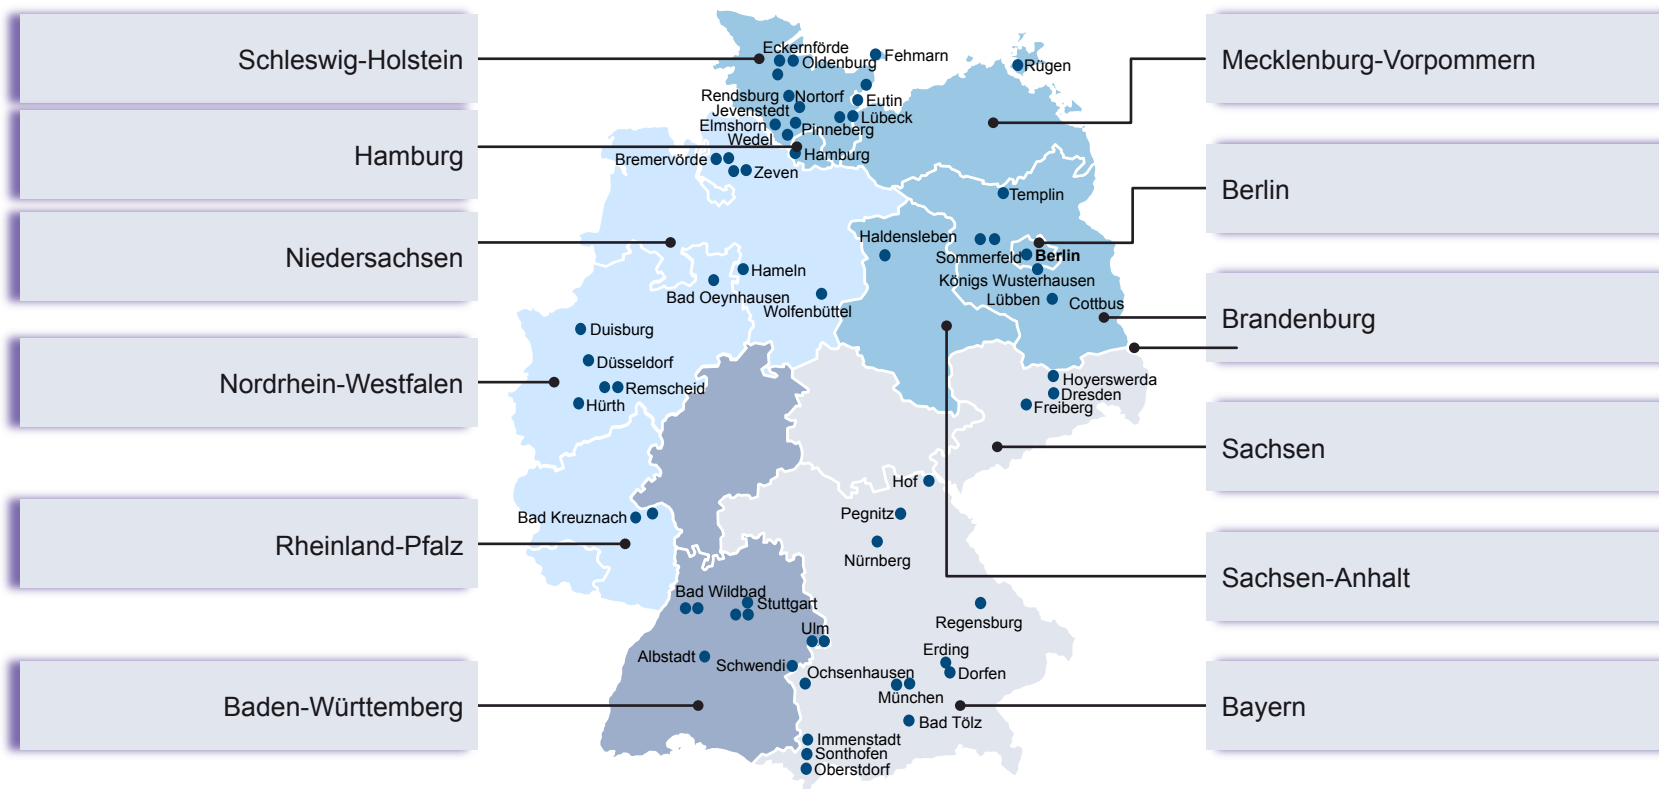 Schleswig-Holstein
Hamburg
Niedersachsen
Nordrhein-Westfalen
Rheinland-Pfalz
Baden-Württemberg
Eckernförde
Oldenburg
Fehmarn
Rügen
Rendsburg
Nortorf
Eutin
Jevenstedt
Lübeck
Elmshorn
Pinneberg
Wedel
Hamburg
Bremervörde
Zeven
Templin
Haldensleben
Sommerfeld
Berlin
Hameln
Königs Wusterhausen
Bad Oeynhausen
Lübben
Cottbus
Wolfenbüttel
Duisburg
Düsseldorf
Remscheid
Hürth
Hoyerswerda
Dresden
Freiberg
Hof
Pegnitz
Bad Kreuznach
Nürnberg
Bad Wildbad
Stuttgart
Regensburg
Ulm
Erding
Albstadt
Schwendi
Ochsenhausen
Dorfen
München
Bad Tölz
Immenstadt
Sonthofen
Oberstdorf
Mecklenburg-Vorpommern
Berlin
Brandenburg
Sachsen
Sachsen-Anhalt
Bayern